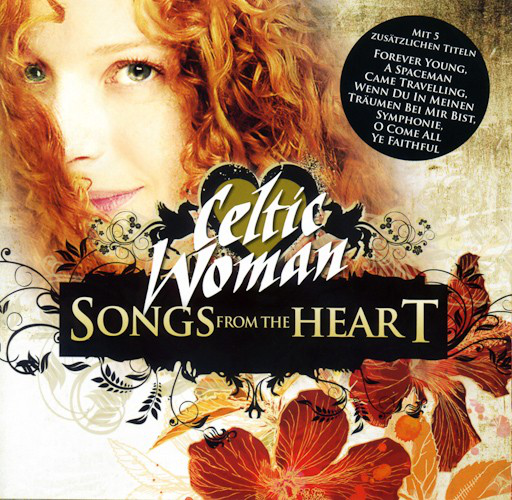 Mit 5
zusätzlichen Titeln
Forever Young,
A Spaceman
Came Travelling,
Wenn Du In Meinen
Träumen Bei Mir Bist,
Symphonie,
O Come All
Ye Faithful
Celtic
Woman
Songs from the Heart